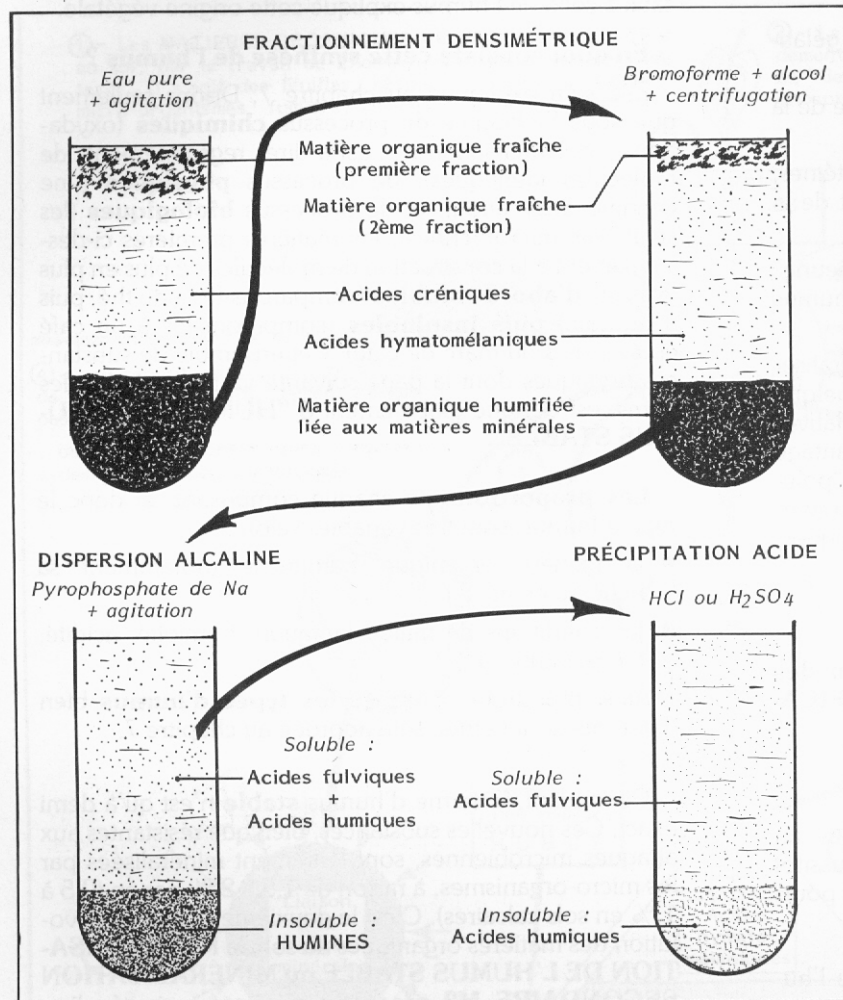 FRACTIONNEMENT DENSIMÉTRIQUE
Eau pure
+ agitation
Bromoforme + alcool
+ centrifugation
Matière organique fraîche
(première fraction)
Matière organique fraîche
(2ème fraction)
Acides créniques
Acides hymatomélaniques
Matière organique humifiée
liée aux matières minérales
DISPERSION ALCALINE
Pyrophosphate de Na
+ agitation
PRÉCIPITATION ACIDE
HCl ou H₂SO₄
Soluble :
Acides fulviques
+
Acides humiques
Soluble :
Acides fulviques
Insoluble :
HUMINES
Insoluble :
Acides humiques